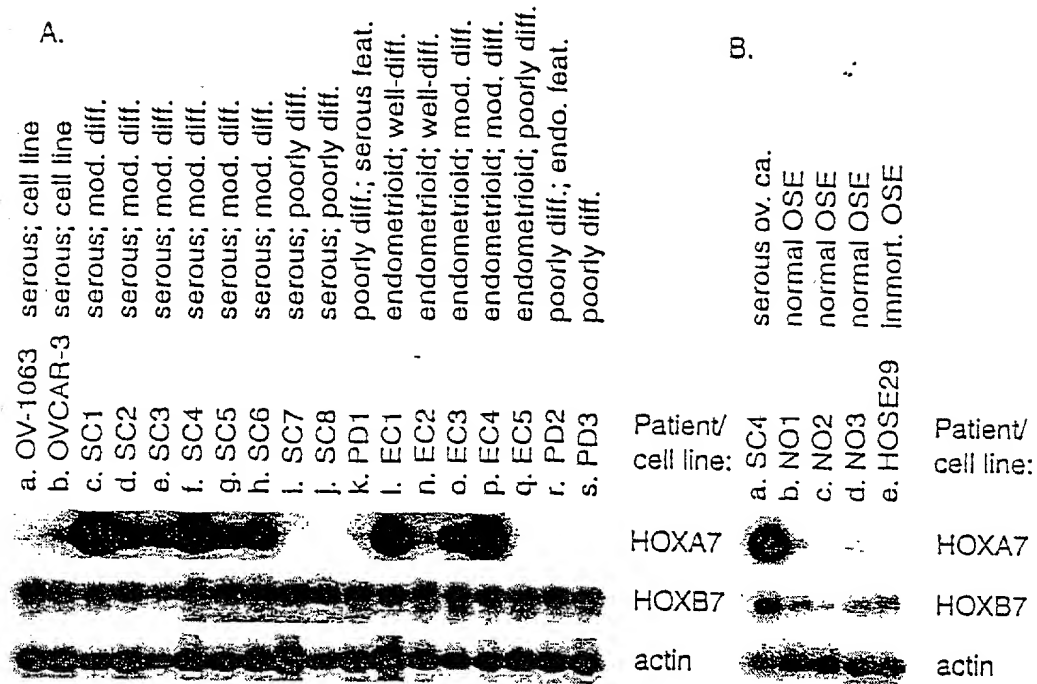 A.
serous; cell line
serous; cell line
serous; mod. diff.
serous; mod. diff.
serous; mod. diff.
serous; mod. diff.
serous; mod. diff.
serous; mod. diff.
serous; poorly diff.
serous; poorly diff.
poorly diff.; serous feat.
endometrioid; well-diff.
endometrioid; well-diff.
endometrioid; mod. diff.
endometrioid; mod. diff.
endometrioid; poorly diff.
poorly diff.; endo. feat.
poorly diff.
a. OV-1063
b. OVCAR-3
c. SC1
d. SC2
e. SC3
f. SC4
g. SC5
h. SC6
i. SC7
j. SC8
k. PD1
l. EC1
n. EC2
o. EC3
p. EC4
q. EC5
r. PD2
s. PD3
Patient/
cell line:
HOXA7
HOXB7
actin
B.
serous ov. ca.
normal OSE
normal OSE
normal OSE
immort. OSE
a. SC4
b. NO1
c. NO2
d. NO3
e. HOSE29
Patient/
cell line:
HOXA7
HOXB7
actin